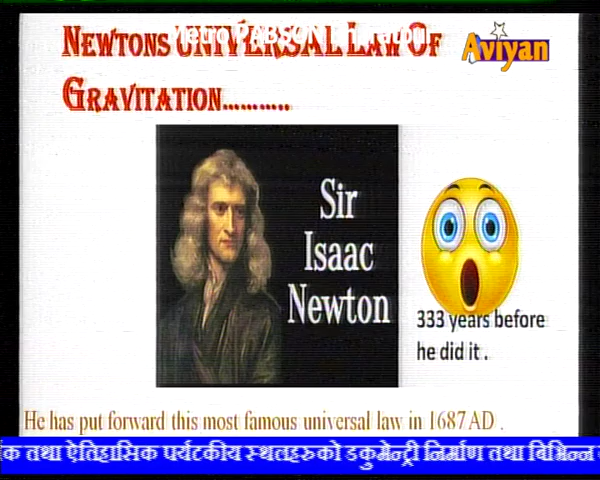 NEWTONS UNIVERSAL LAW OF
GRAVITATION...........
Aviyan
Sir
Isaac
Newton
333 years before
he did it .
He has put forward this most famous universal law in 1687 AD .
तथा ऐतिहासिक पर्यटकीय स्थलहरुको डकुमेन्ट्री निर्माण तथा बिभिन्न